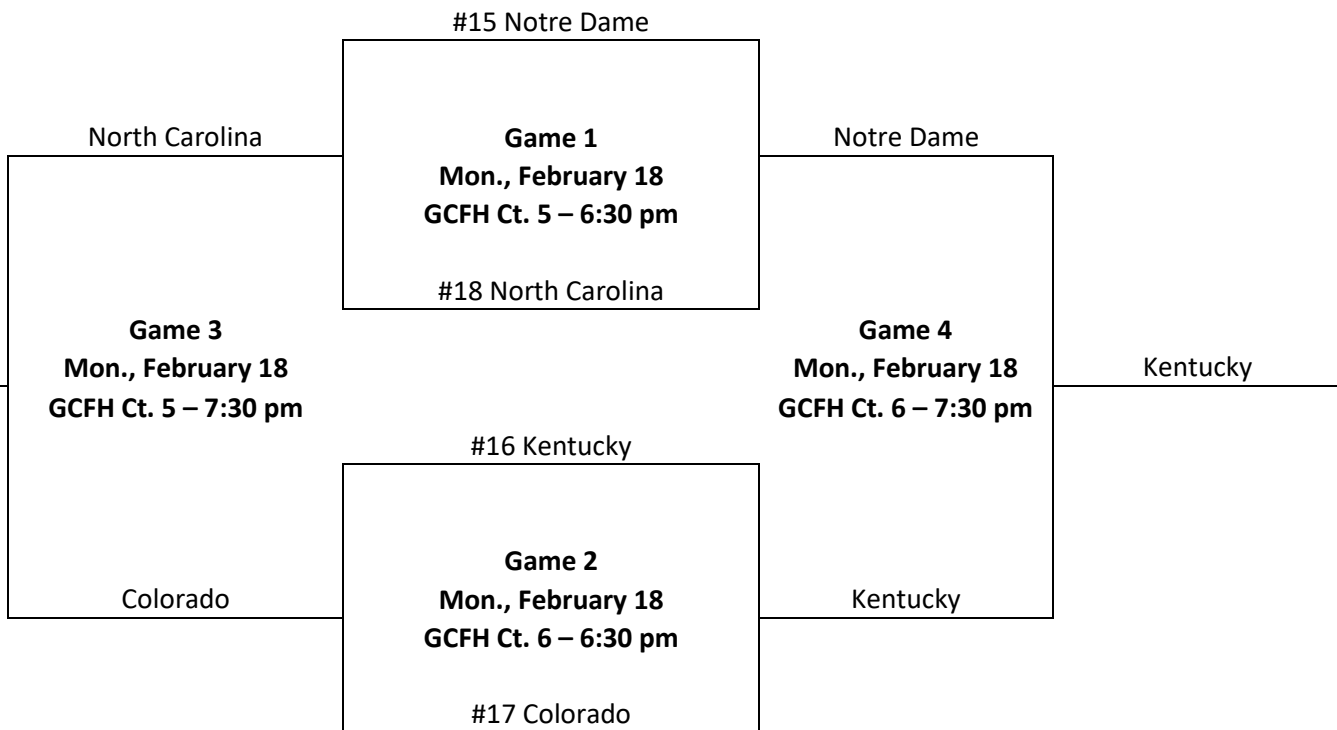 #15 Notre Dame
North Carolina
Game 1
Mon., February 18
GCFH Ct. 5 – 6:30 pm
Notre Dame
#18 North Carolina
Game 3
Mon., February 18
GCFH Ct. 5 – 7:30 pm
Game 4
Mon., February 18
GCFH Ct. 6 – 7:30 pm
Kentucky
#16 Kentucky
Colorado
Game 2
Mon., February 18
GCFH Ct. 6 – 6:30 pm
Kentucky
#17 Colorado